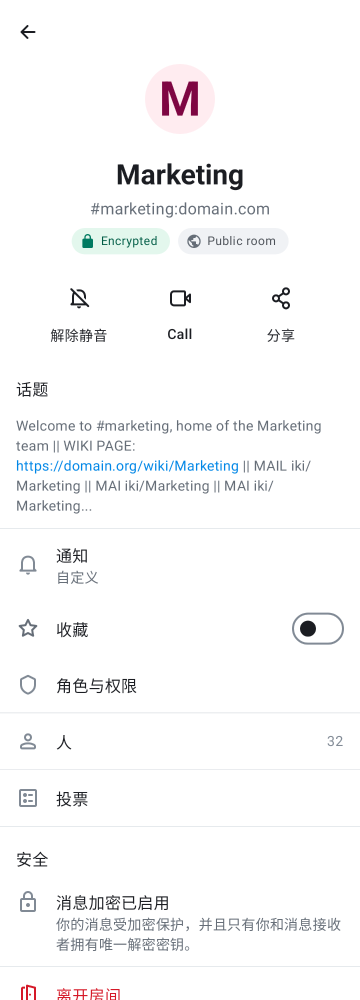 M
Marketing
#marketing:domain.com
Encrypted
Public room
解除静音
Call
分享
话题
Welcome to #marketing, home of the Marketing
team || WIKI PAGE:
https://domain.org/wiki/Marketing || MAIL iki/
Marketing || MAI iki/Marketing || MAI iki/
Marketing...
通知
自定义
收藏
角色与权限
人
32
投票
安全
消息加密已启用
你的消息受加密保护，并且只有你和消息接收
者拥有唯一解密密钥。
离开房间